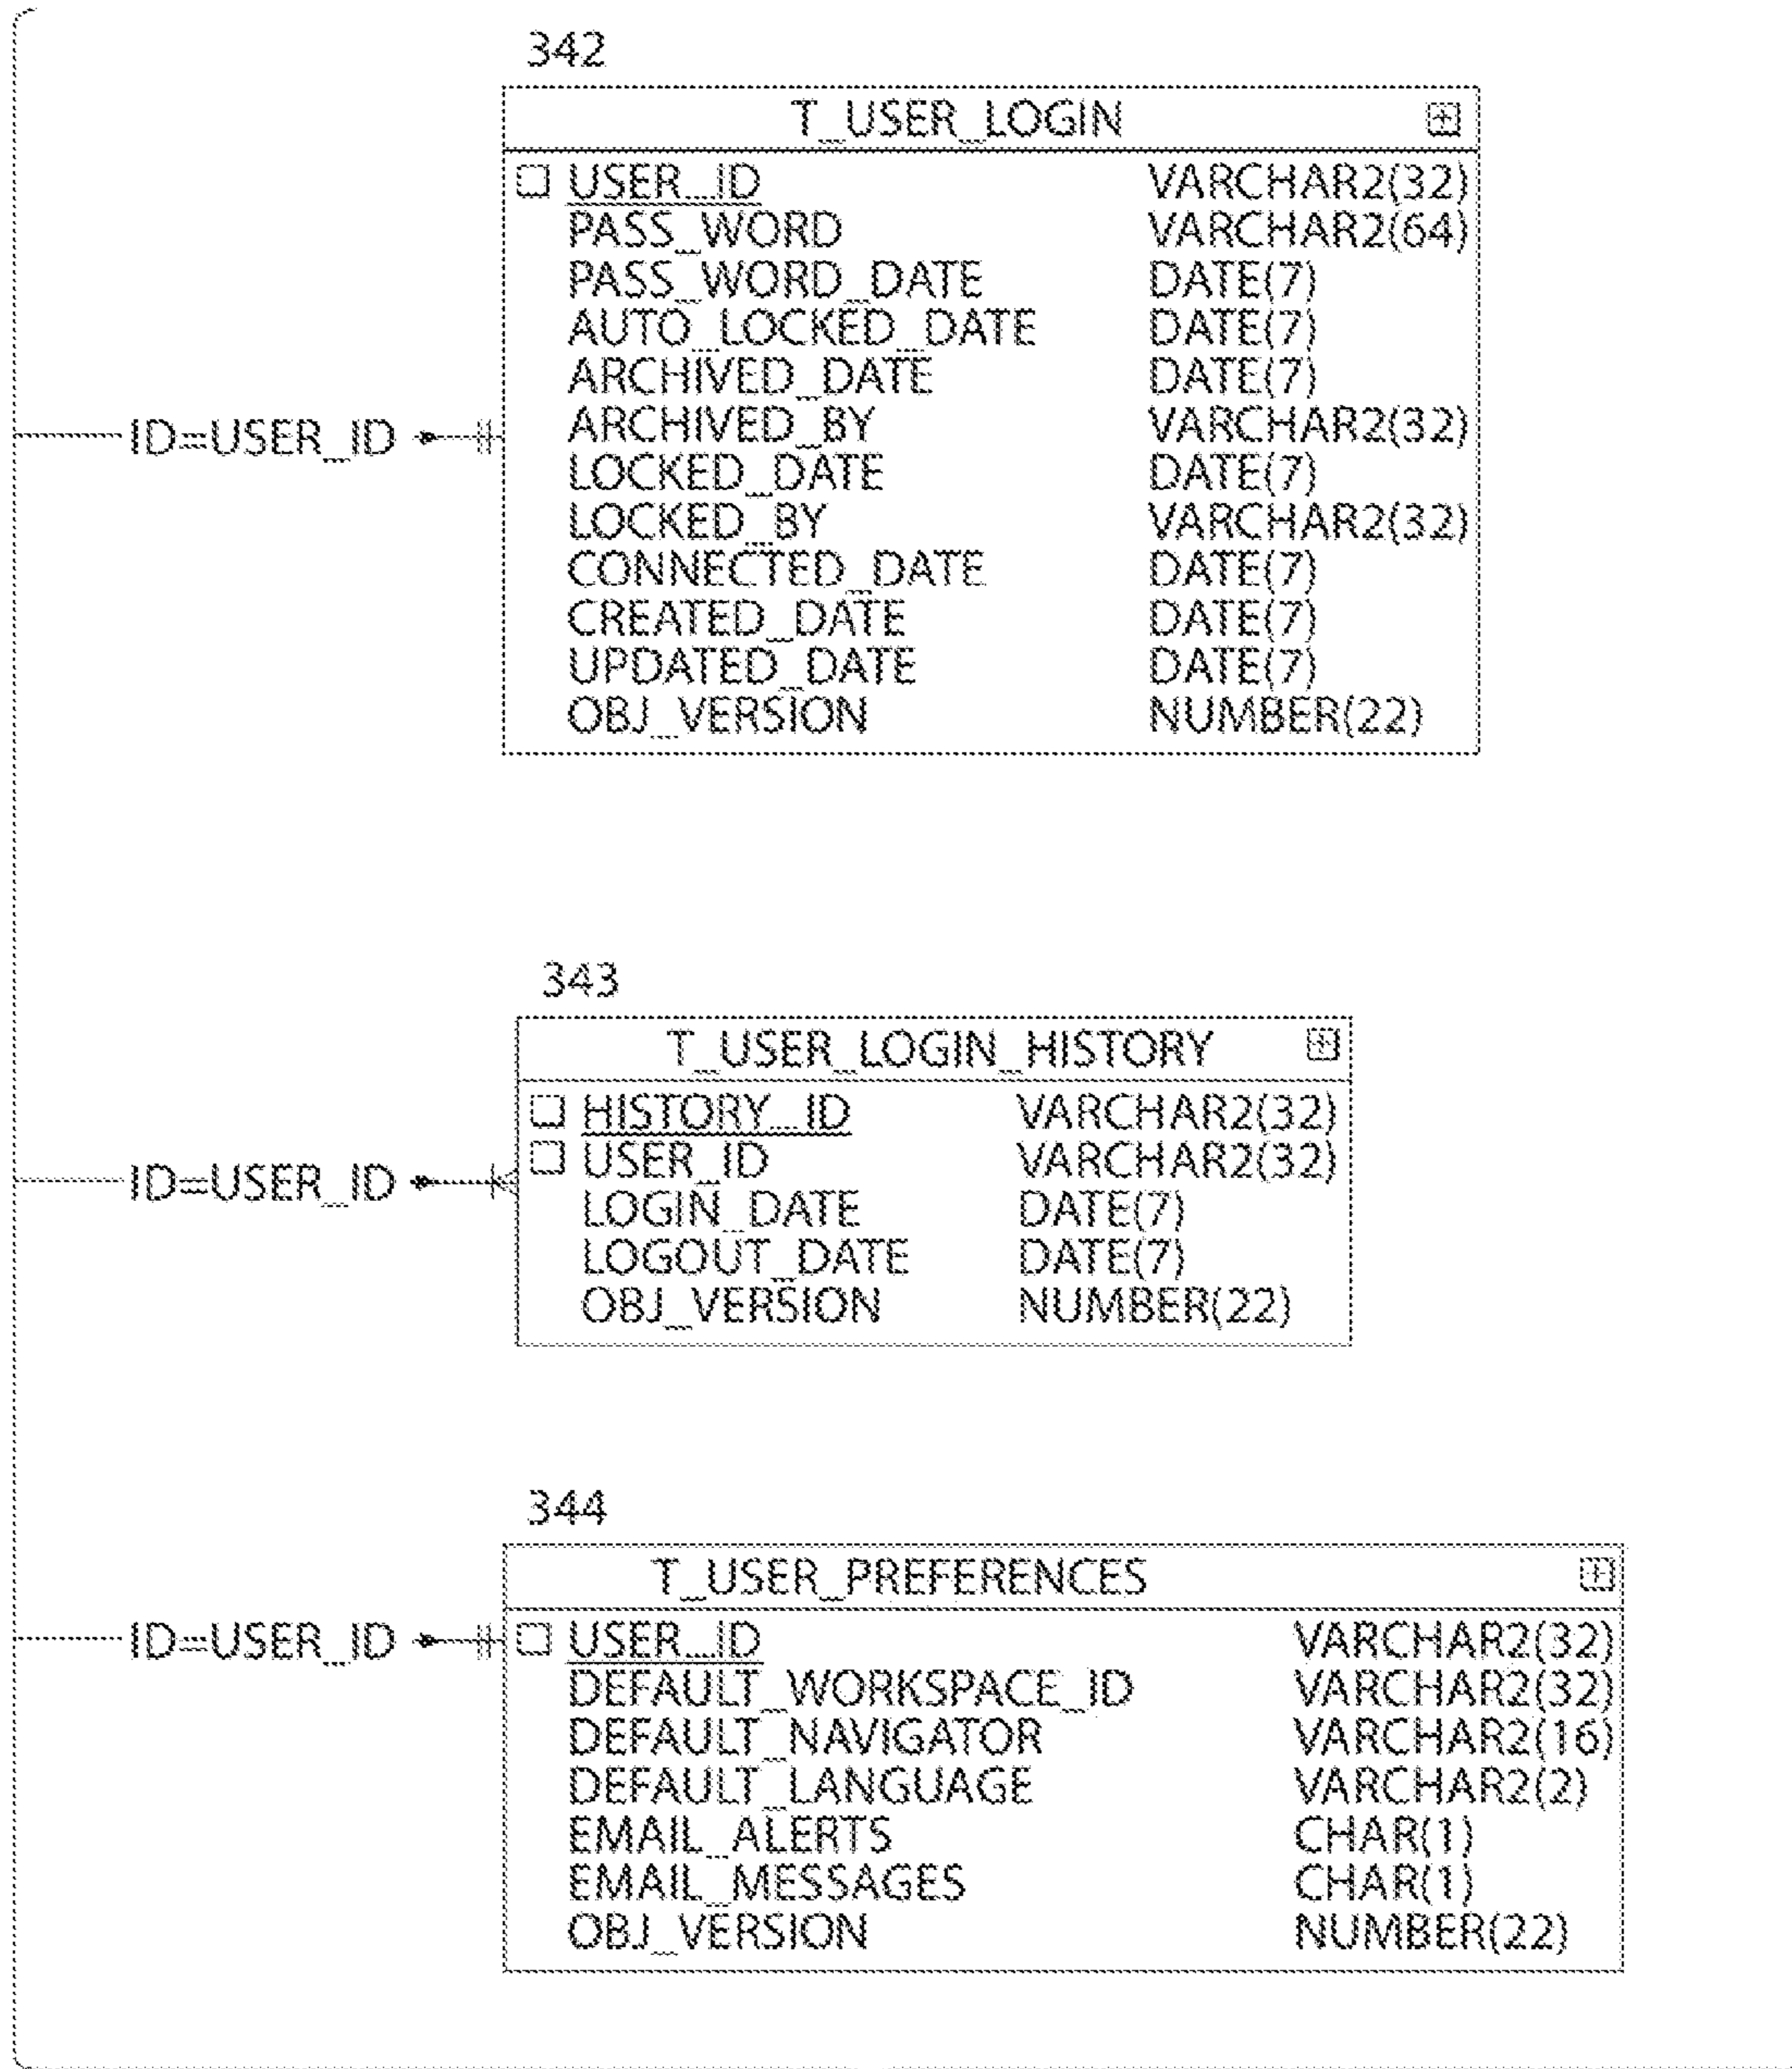 342
T_USER_LOGIN
USER_ID VARCHAR2(32)
PASS_WORD VARCHAR2(64)
PASS_WORD_DATE DATE(7)
AUTO_LOCKED_DATE DATE(7)
ARCHIVED_DATE DATE(7)
ID=USER_ID ARCHIVED_BY VARCHAR2(32)
LOCKED_DATE DATE(7)
LOCKED_BY VARCHAR2(32)
CONNECTED_DATE DATE(7)
CREATED_DATE DATE(7)
UPDATED_DATE DATE(7)
OBJ_VERSION NUMBER(22)
343
T_USER_LOGIN_HISTORY
HISTORY_ID VARCHAR2(32)
ID=USER_ID USER_ID VARCHAR2(32)
LOGIN_DATE DATE(7)
LOGOUT_DATE DATE(7)
OBJ_VERSION NUMBER(22)
344
T_USER_PREFERENCES
ID=USER_ID USER_ID VARCHAR2(32)
DEFAULT_WORKSPACE_ID VARCHAR2(32)
DEFAULT_NAVIGATOR VARCHAR2(16)
DEFAULT_LANGUAGE VARCHAR2(2)
EMAIL_ALERTS CHAR(1)
EMAIL_MESSAGES CHAR(1)
OBJ_VERSION NUMBER(22)